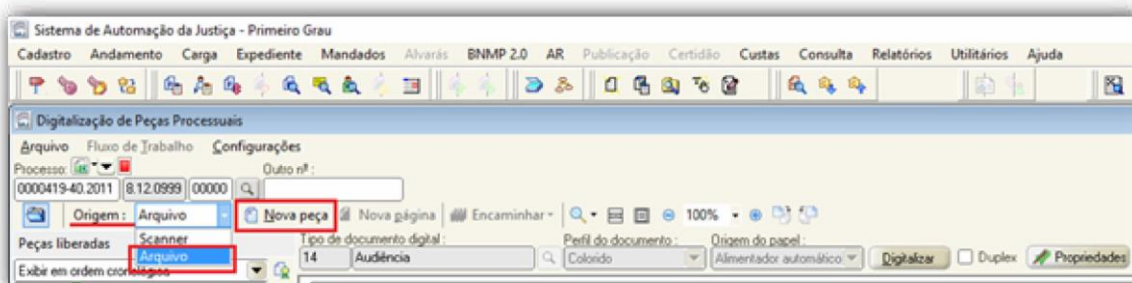 Sistema de Automação da Justiça - Primeiro Grau
Cadastro Andamento Carga Expediente Mandados Alvarás BNMP 2.0 AR Publicação Certidão Custas Consulta Relatórios Utilitários Ajuda
Digitalização de Peças Processuais
Arquivo Fluxo de Trabalho Configurações
Processo: Outro nº :
0000419-40.2011 8.12.0999 00000
Origem : Arquivo Nova peça Nova página Encaminhar 100%
Peças liberadas Scanner Tipo de documento digital : Perfil do documento : Origem do papel :
Arquivo 14 Audiência Colorido Alimentador automático Digitalizar Duplex Propriedades
Exibir em ordem cronológica